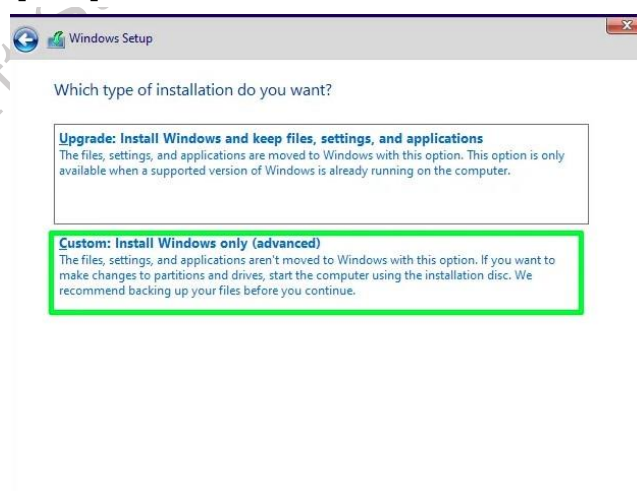 Windows Setup
Which type of installation do you want?
Upgrade: Install Windows and keep files, settings, and applications
The files, settings, and applications are moved to Windows with this option. This option is only
available when a supported version of Windows is already running on the computer.
Custom: Install Windows only (advanced)
The files, settings, and applications aren't moved to Windows with this option. If you want to
make changes to partitions and drives, start the computer using the installation disc. We
recommend backing up your files before you continue.